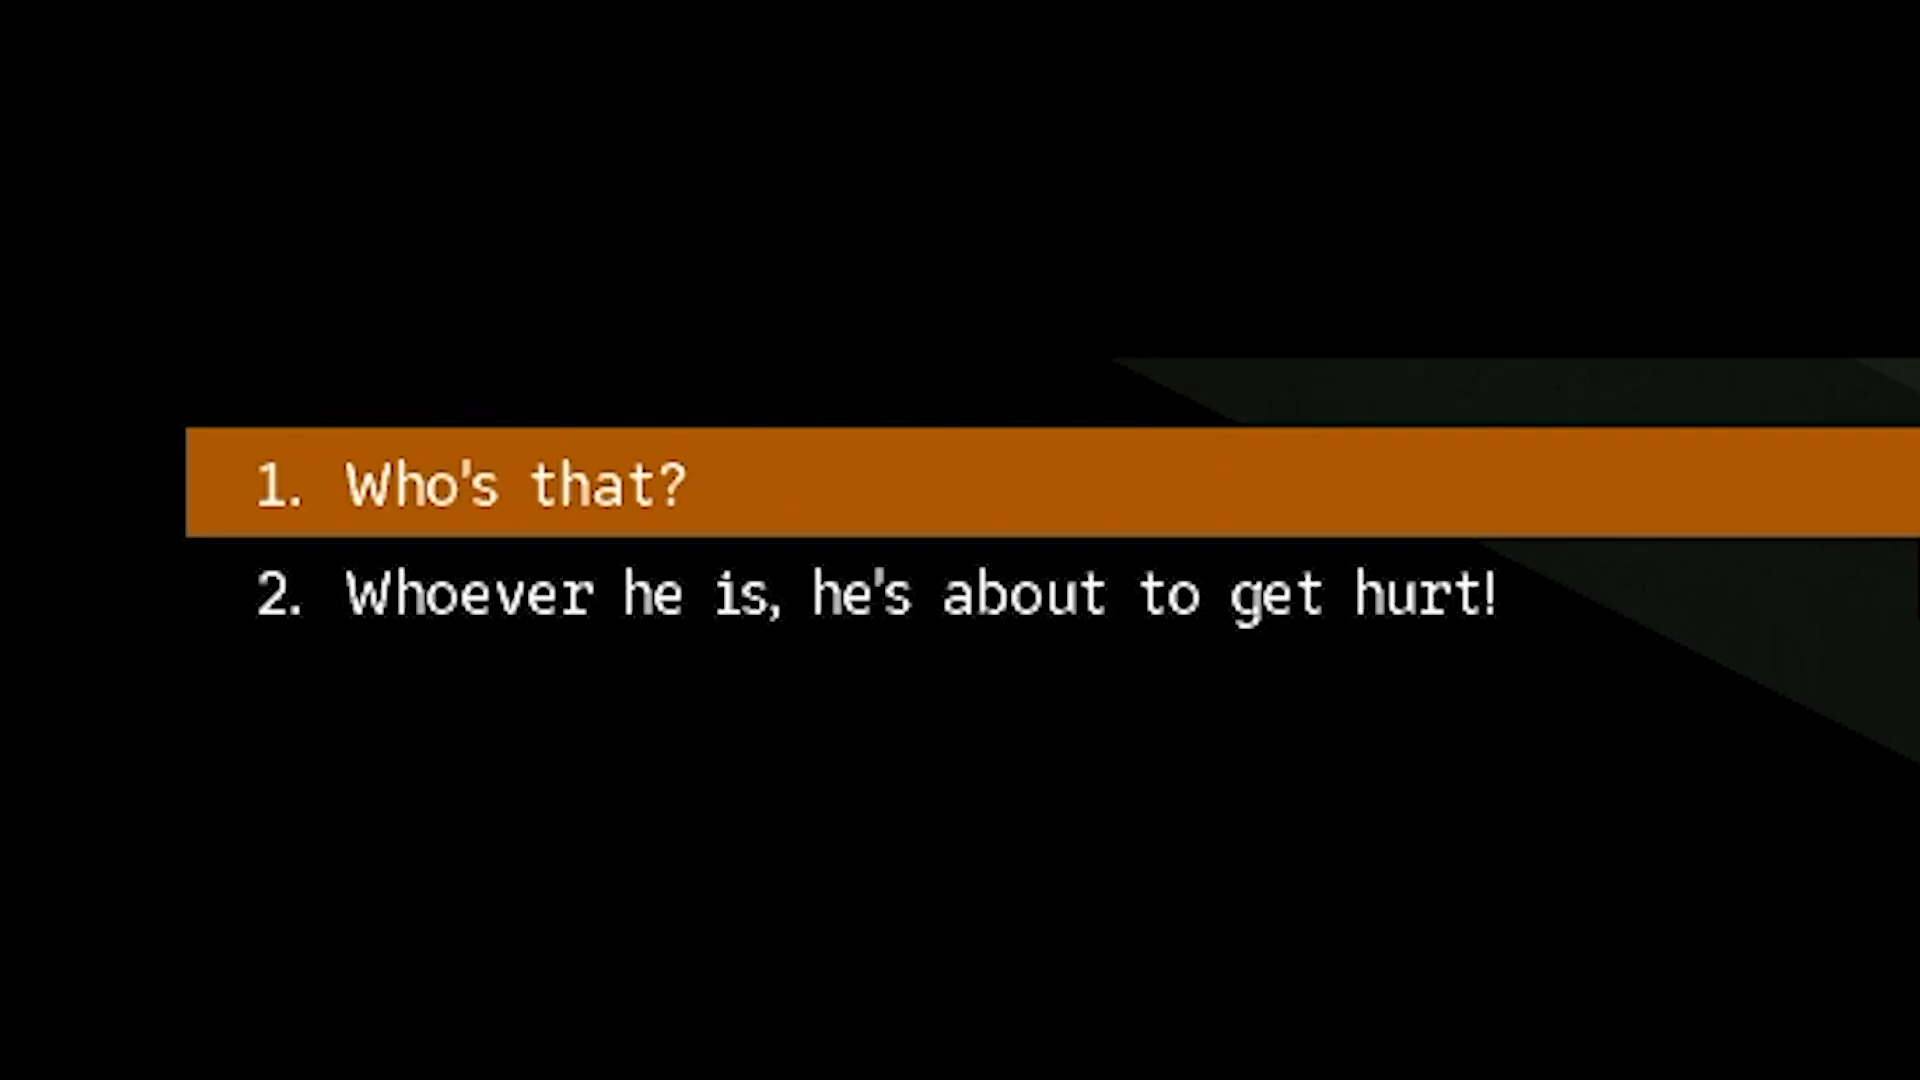 1. Who's that?
2. Whoever he is, he's about to get hurt!